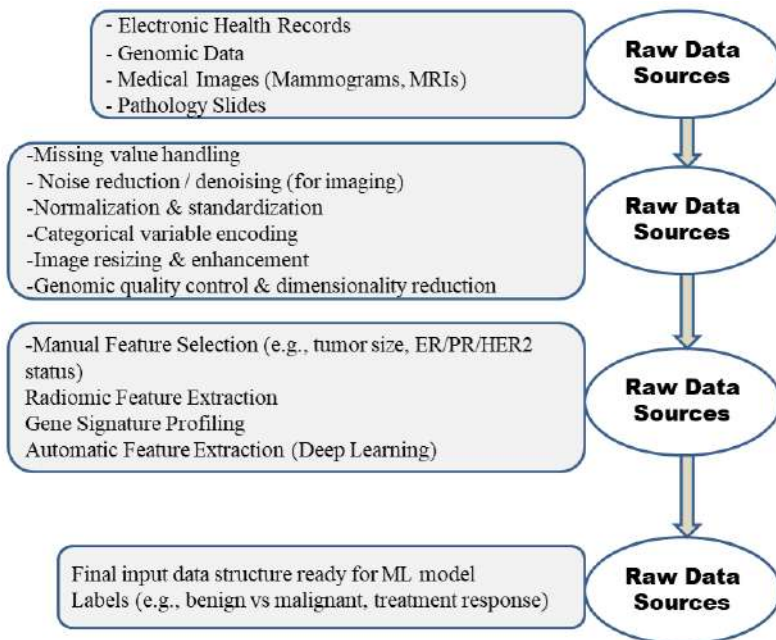 - Electronic Health Records
- Genomic Data
- Medical Images (Mammograms, MRIs)
- Pathology Slides
Raw Data
Sources
-Missing value handling
- Noise reduction / denoising (for imaging)
-Normalization & standardization
-Categorical variable encoding
-Image resizing & enhancement
-Genomic quality control & dimensionality reduction
Raw Data
Sources
-Manual Feature Selection (e.g., tumor size, ER/PR/HER2
status)
Radiomic Feature Extraction
Gene Signature Profiling
Automatic Feature Extraction (Deep Learning)
Raw Data
Sources
Final input data structure ready for ML model
Labels (e.g., benign vs malignant, treatment response)
Raw Data
Sources